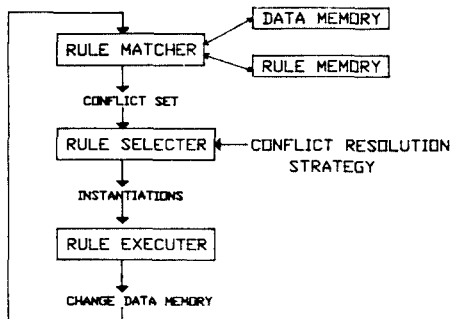 DATA MEMORY
RULE MATCHER
RULE MEMORY
CONFLICT SET
RULE SELECTER
CONFLICT RESOLUTION
STRATEGY
INSTANTIATIONS
RULE EXECUTER
CHANGE DATA MEMORY